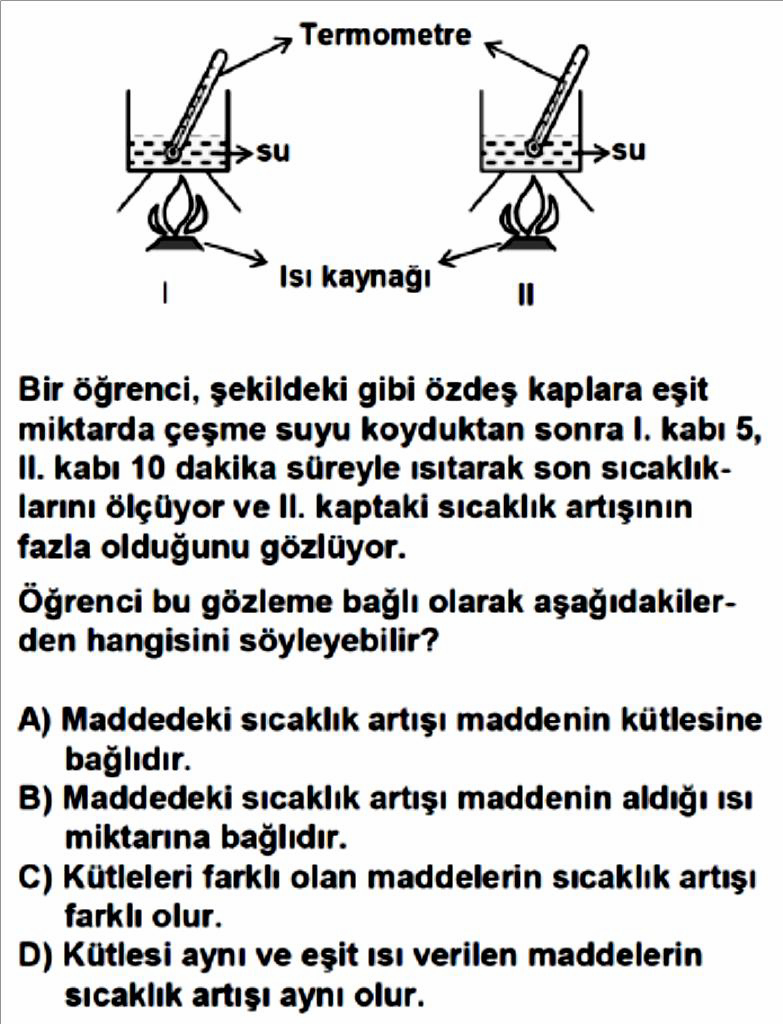 Termometre
su
su
Isı kaynağı
I
II
Bir öğrenci, şekildeki gibi özdeş kaplara eşit
miktarda çeşme suyu koyduktan sonra I. kabı 5,
II. kabı 10 dakika süreyle ısıtarak son sıcaklık-
larını ölçüyor ve II. kaptaki sıcaklık artışının
fazla olduğunu gözlüyor.
Öğrenci bu gözleme bağlı olarak aşağıdakiler-
den hangisini söyleyebilir?
A) Maddedeki sıcaklık artışı maddenin kütlesine
bağlıdır.
B) Maddedeki sıcaklık artışı maddenin aldığı ısı
miktarına bağlıdır.
C) Kütleleri farklı olan maddelerin sıcaklık artışı
farklı olur.
D) Kütlesi aynı ve eşit ısı verilen maddelerin
sıcaklık artışı aynı olur.